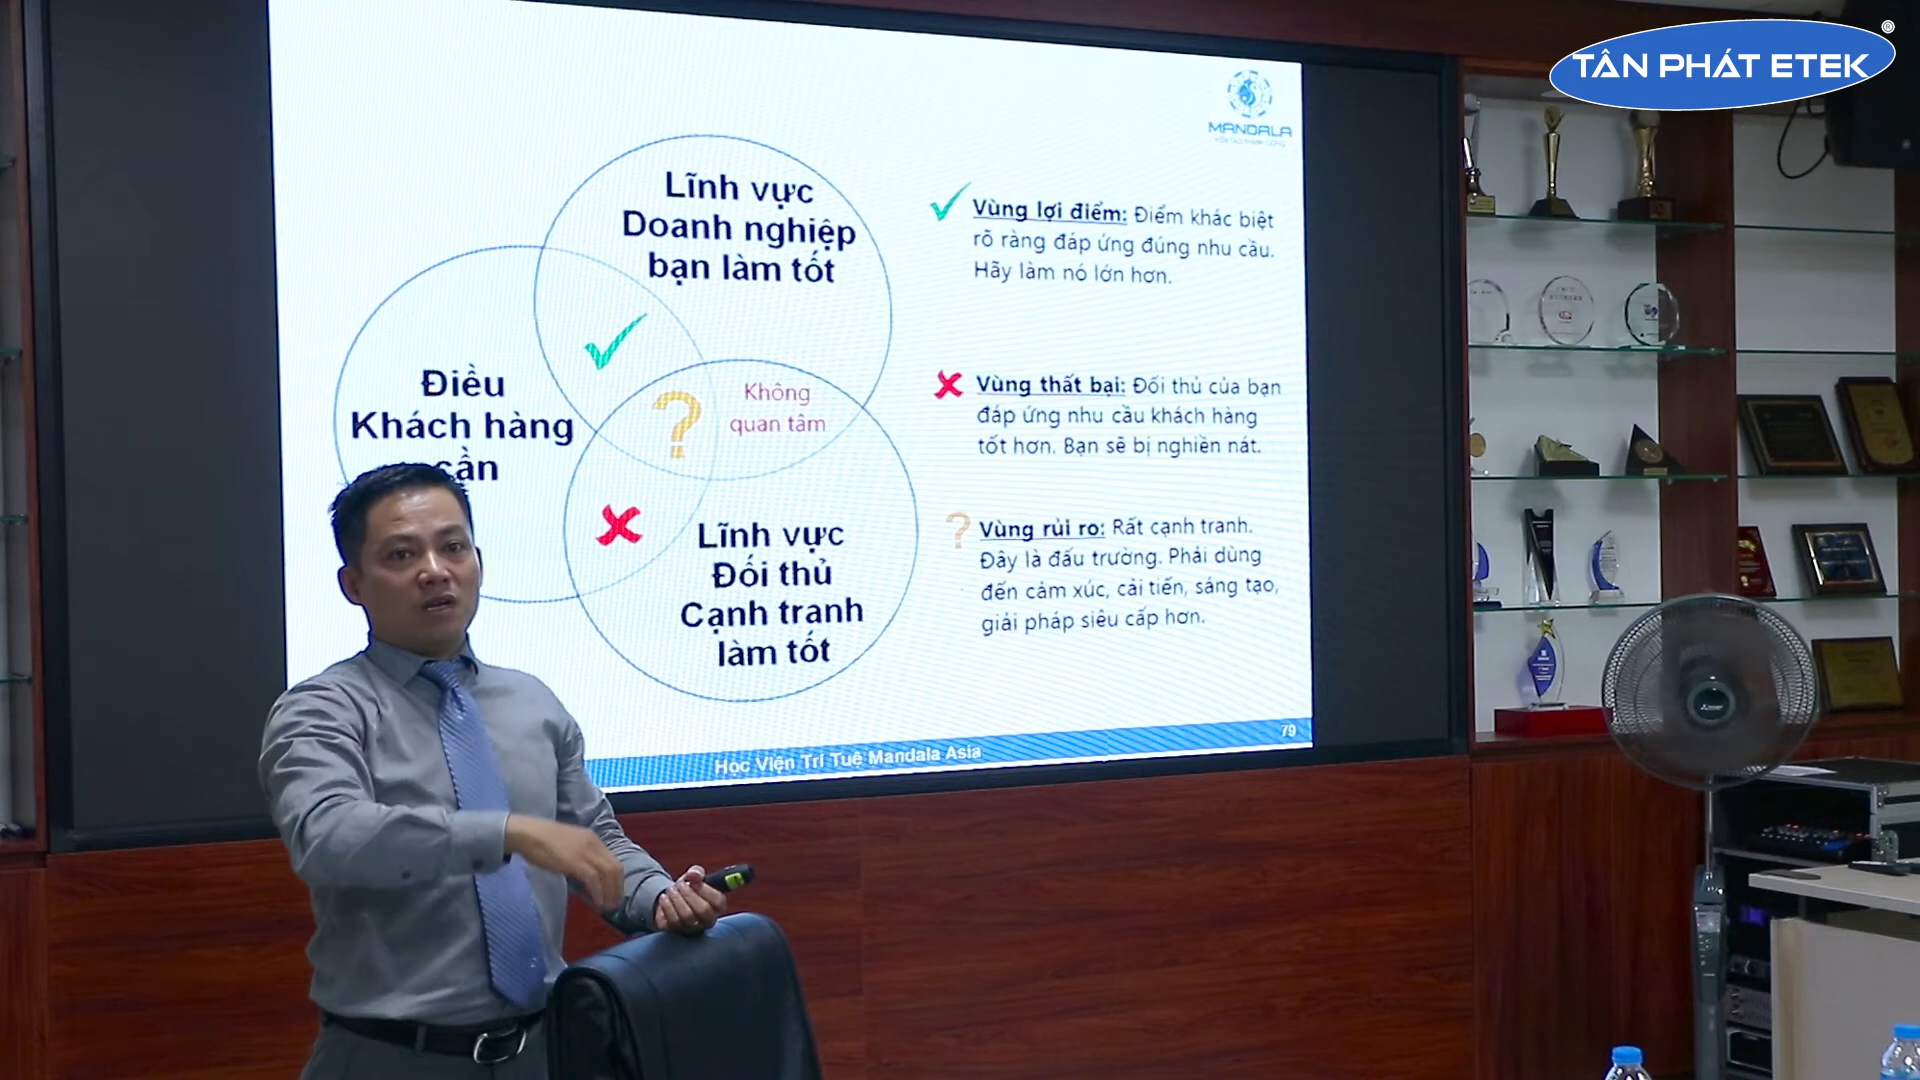 TÂN PHÁT ETEK
®
MANDALA
Lĩnh vực
Doanh nghiệp
bạn làm tốt
Điều
Khách hàng
cần
Không
quan tâm
?
Lĩnh vực
Đối thủ
Cạnh tranh
làm tốt
Vùng lợi điểm: Điểm khác biệt
rõ ràng đáp ứng đúng nhu cầu.
Hãy làm nó lớn hơn.
Vùng thất bại: Đối thủ của bạn
đáp ứng nhu cầu khách hàng
tốt hơn. Bạn sẽ bị nghiền nát.
? Vùng rủi ro: Rất cạnh tranh.
Đây là đấu trường. Phải dùng
đến cảm xúc, cải tiến, sáng tạo,
giải pháp siêu cấp hơn.
Học Viện Trí Tuệ Mandala Asia
79